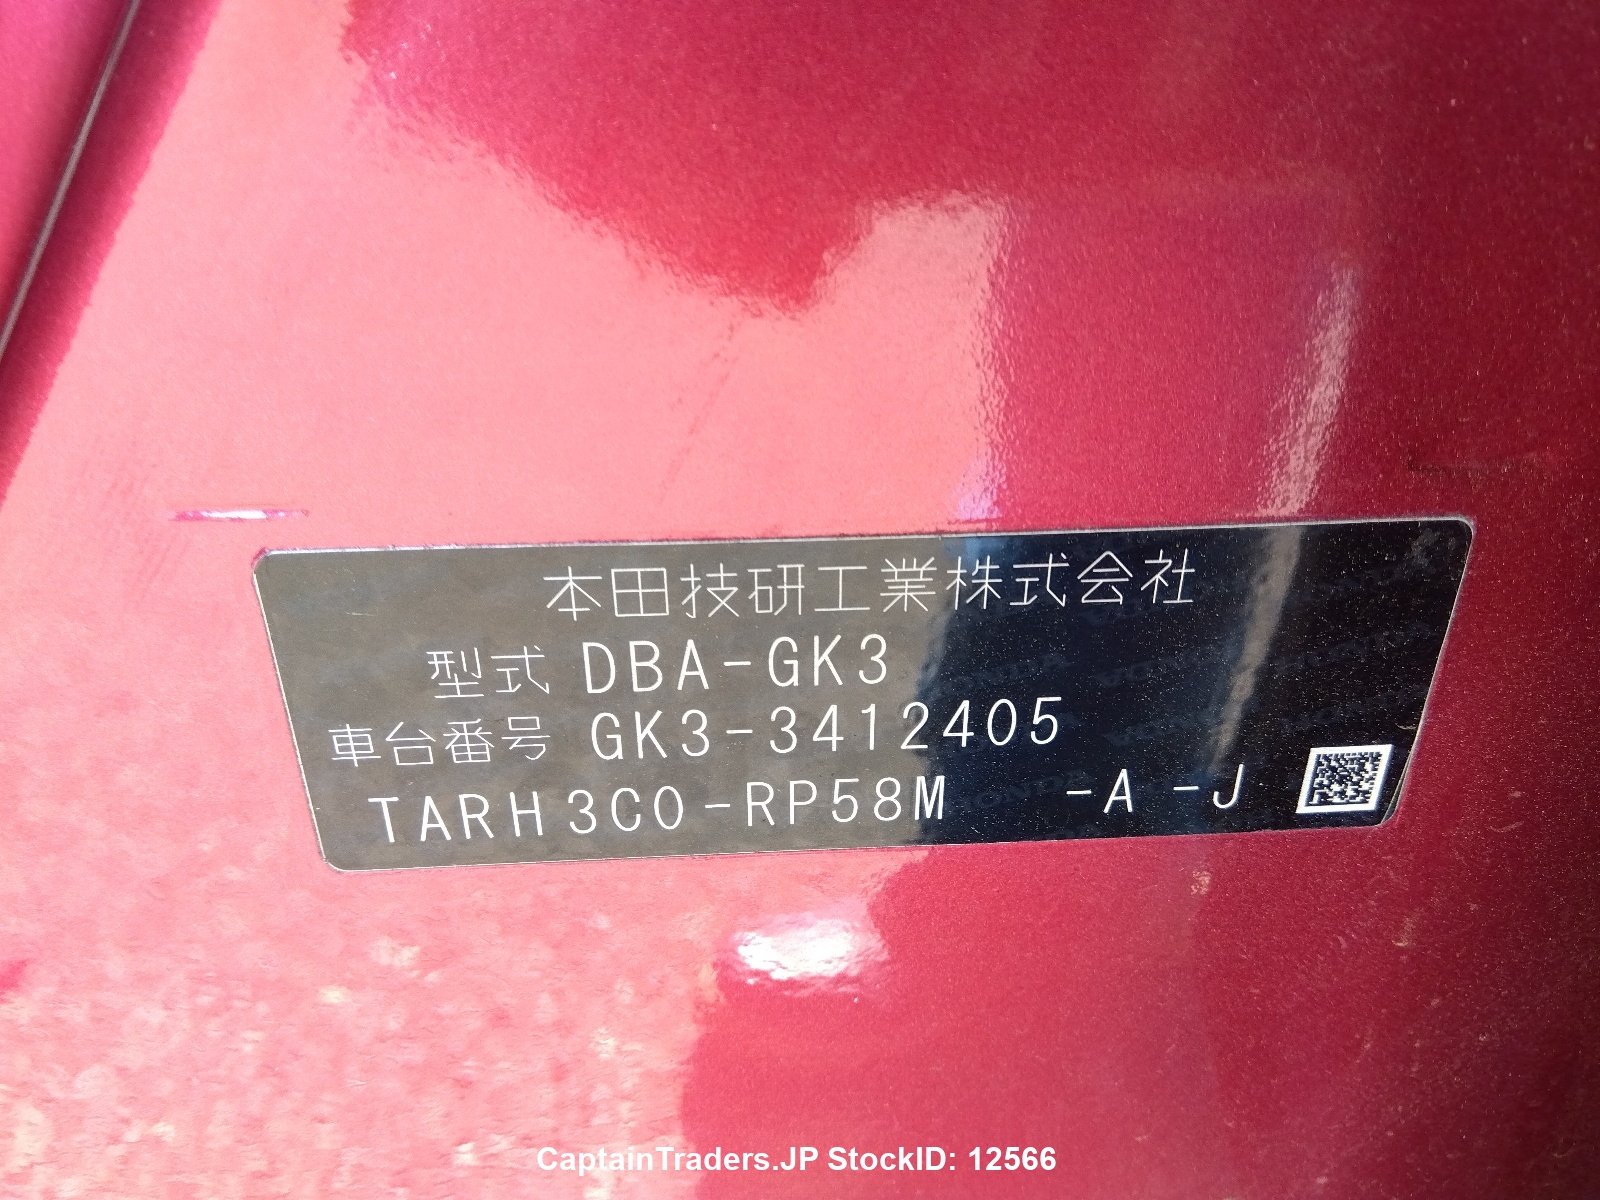 本田技研工業株式会社
型式 DBA-GK3
車台番号 GK3-3412405
TARH3C0-RP58M -A -J
CaptainTraders.JP StockID: 12566